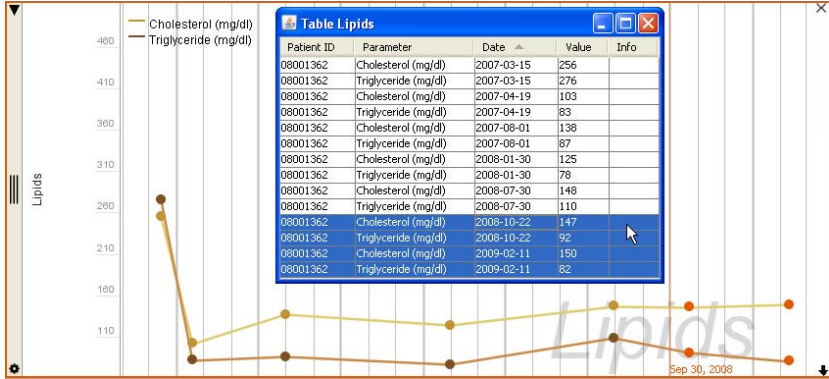 Cholesterol (mg/dl)
Triglyceride (mg/dl)
460
410
360
310
260
210
160
110
Lipids
Table Lipids
Patient ID Parameter Date Value Info
08001362 Cholesterol (mg/dl) 2007-03-15 256
08001362 Triglyceride (mg/dl) 2007-03-15 276
08001362 Cholesterol (mg/dl) 2007-04-19 103
08001362 Triglyceride (mg/dl) 2007-04-19 83
08001362 Cholesterol (mg/dl) 2007-08-01 138
08001362 Triglyceride (mg/dl) 2007-08-01 87
08001362 Cholesterol (mg/dl) 2008-01-30 125
08001362 Triglyceride (mg/dl) 2008-01-30 78
08001362 Cholesterol (mg/dl) 2008-07-30 148
08001362 Triglyceride (mg/dl) 2008-07-30 110
08001362 Cholesterol (mg/dl) 2008-10-22 147
08001362 Triglyceride (mg/dl) 2008-10-22 92
08001362 Cholesterol (mg/dl) 2009-02-11 150
08001362 Triglyceride (mg/dl) 2009-02-11 82
Lipids
Sep 30, 2008